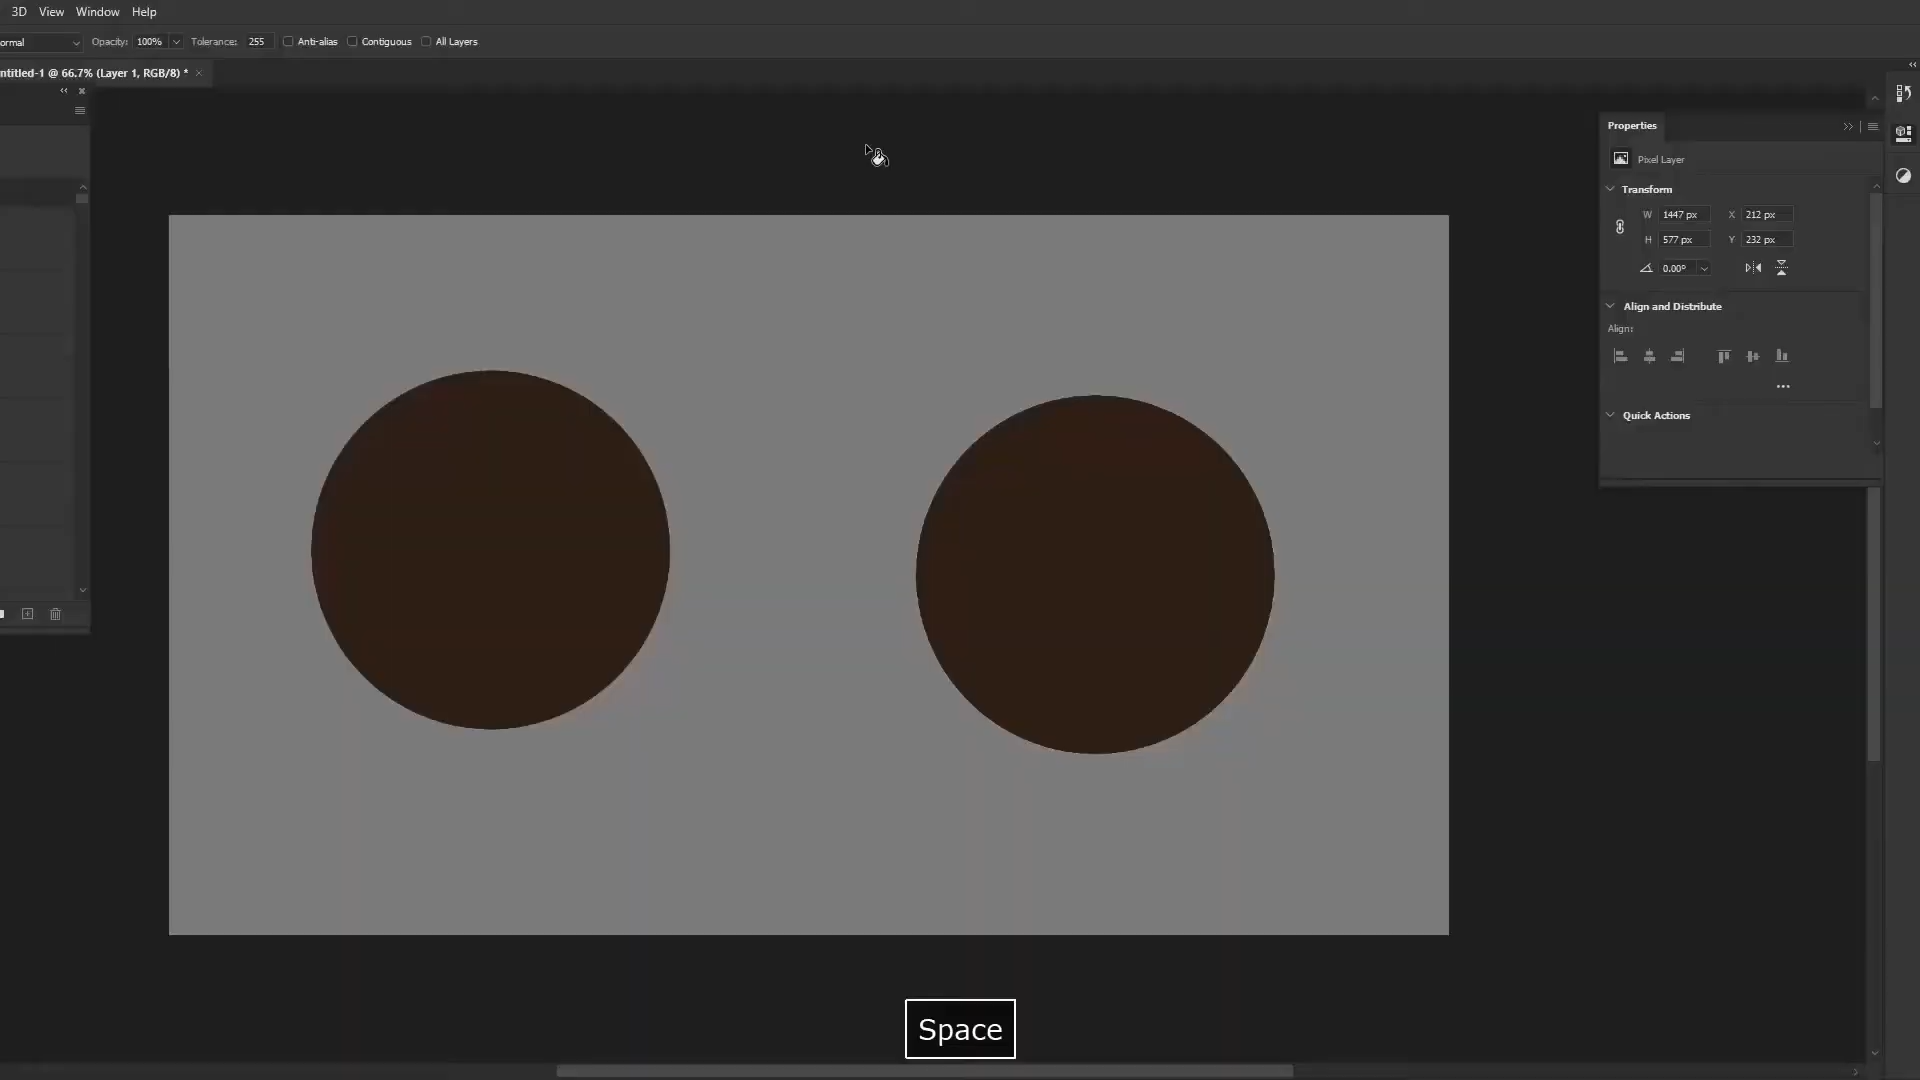 3D View Window Help
ormal Opacity: 100% Tolerance: 255 Anti-alias Contiguous All Layers
ntitled-1 @ 66.7% (Layer 1, RGB/8) *
Properties
Pixel Layer
Transform
W 1447 px X 212 px
H 577 px Y 232 px
0.00°
Align and Distribute
Align:
Quick Actions
Space